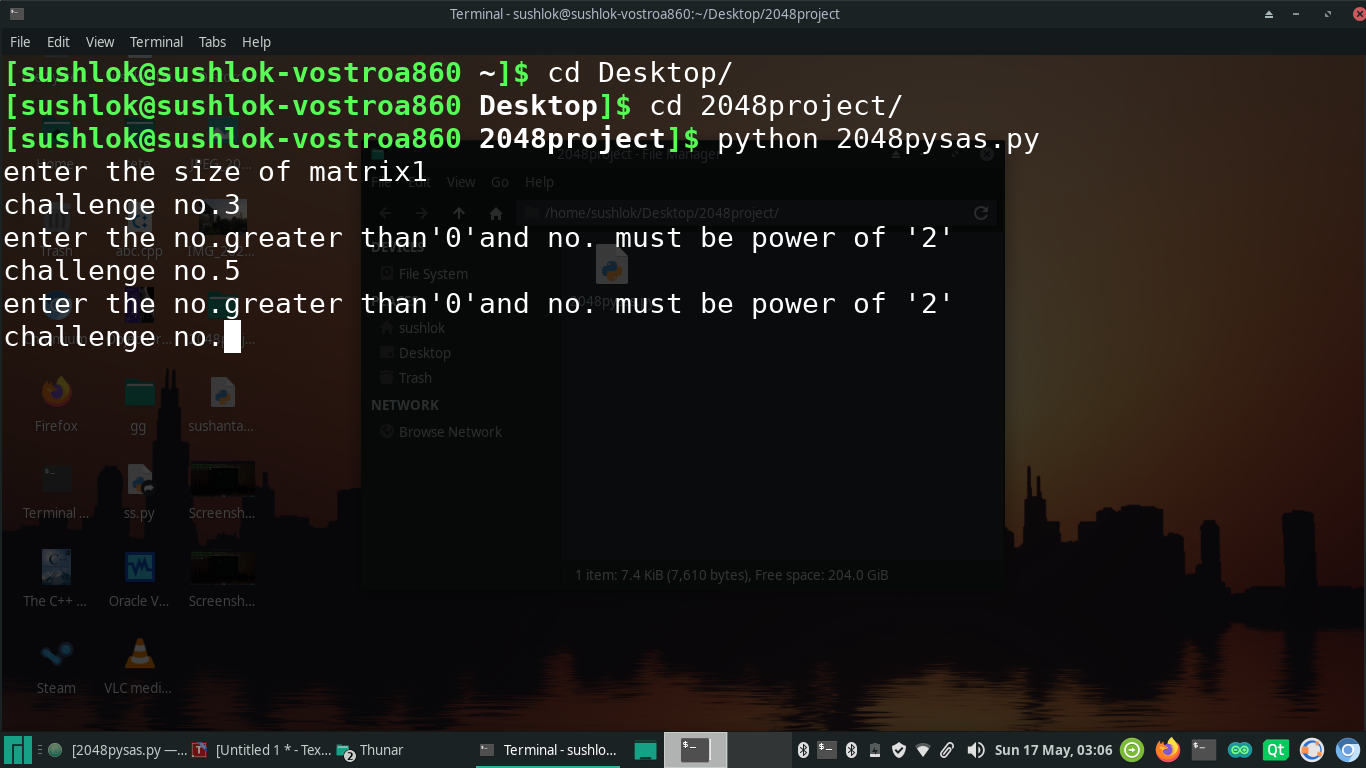 Terminal - sushlok@sushlok-vostroa860:~/Desktop/2048project
File Edit View Terminal Tabs Help
[sushlok@sushlok-vostroa860 ~]$ cd Desktop/
[sushlok@sushlok-vostroa860 Desktop]$ cd 2048project/
[sushlok@sushlok-vostroa860 2048project]$ python 2048pysas.py
enter the size of matrix1
challenge no.3
enter the no.greater than'0'and no. must be power of '2'
challenge no.5
enter the no.greater than'0'and no. must be power of '2'
challenge no.
2048project - File Manager
File Edit View Go Help
/home/sushlok/Desktop/2048project/
DEVICES
File System
sushlok
Desktop
Trash
NETWORK
Browse Network
1 item: 7.4 KiB (7,610 bytes), Free space: 204.0 GiB
Home
Trash abc.cpp IMG_202...
Firefox gg sushanta...
Terminal ... ss.py Screensh...
The C++ ... Oracle V... Screensh...
Steam VLC medi...
[2048pysas.py —... [Untitled 1 * - Tex... 2 Thunar Terminal - sushlo... Sun 17 May, 03:06 Qt